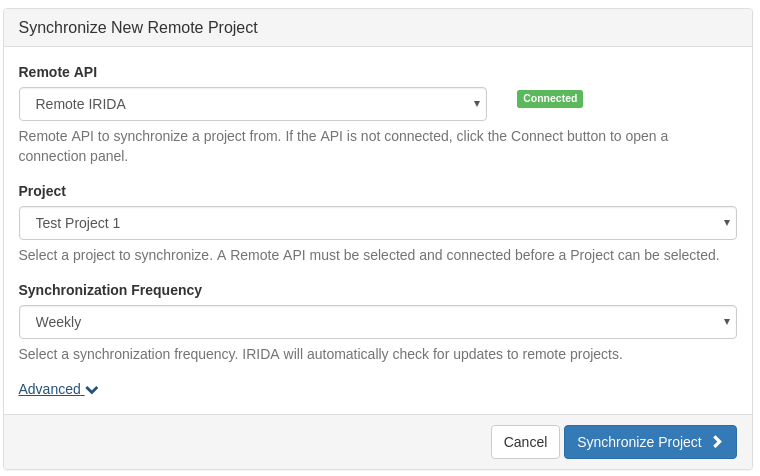 Synchronize New Remote Project
Remote API
Remote IRIDA
Connected
Remote API to synchronize a project from. If the API is not connected, click the Connect button to open a
connection panel.
Project
Test Project 1
Select a project to synchronize. A Remote API must be selected and connected before a Project can be selected.
Synchronization Frequency
Weekly
Select a synchronization frequency. IRIDA will automatically check for updates to remote projects.
Advanced
Cancel Synchronize Project